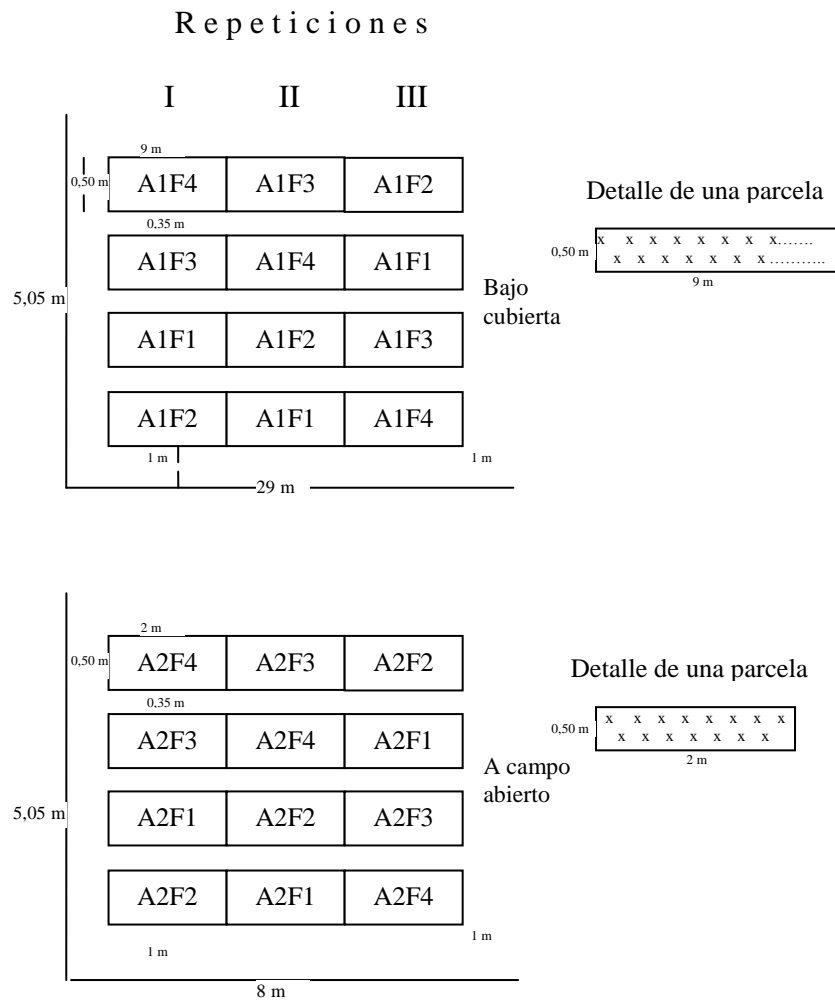 Repeticiones
I II III
9 m
0,50 m A1F4 A1F3 A1F2
0,35 m
A1F3 A1F4 A1F1
5,05 m
A1F1 A1F2 A1F3
A1F2 A1F1 A1F4
1 m 1 m
29 m
Bajo
cubierta
Detalle de una parcela
x x x x x x x x.......
0,50 m
x x x x x x x ...........
9 m
2 m
0,50 m A2F4 A2F3 A2F2
0,35 m
A2F3 A2F4 A2F1
5,05 m
A2F1 A2F2 A2F3
A2F2 A2F1 A2F4
1 m 1 m
8 m
A campo
abierto
Detalle de una parcela
x x x x x x x x
0,50 m
x x x x x x x
2 m